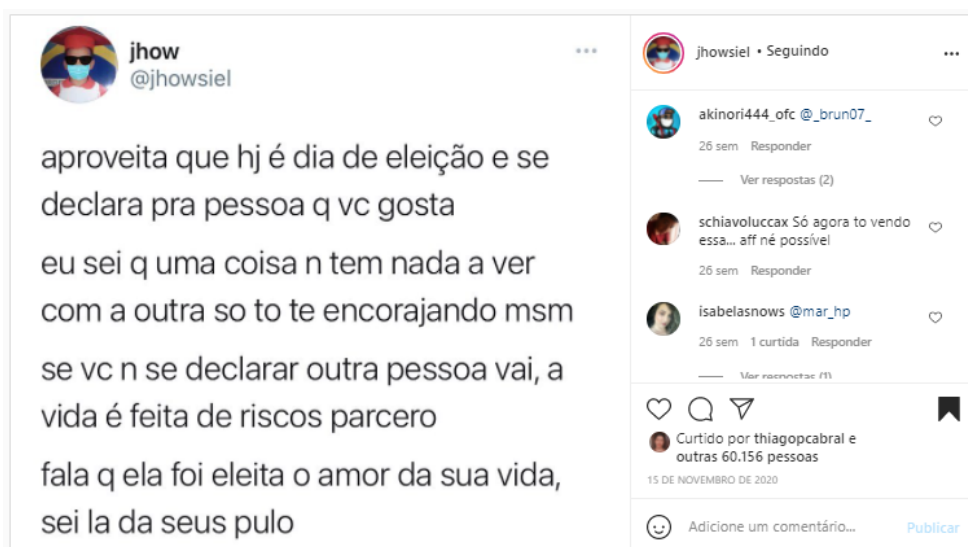 jhow
@jhowsiel
aproveita que hj é dia de eleição e se
declara pra pessoa q vc gosta
eu sei q uma coisa n tem nada a ver
com a outra so to te encorajando msm
se vc n se declarar outra pessoa vai, a
vida é feita de riscos parcero
fala q ela foi eleita o amor da sua vida,
sei la da seus pulo
jhowsiel • Seguindo
akinori444_ofc @_brun07_
26 sem Responder
Ver respostas (2)
schiavoluccax Só agora to vendo
essa... aff né possível
26 sem Responder
isabelasnows @mar_hp
26 sem 1 curtida Responder
Ver respostas (1)
Curtido por thiagopcabral e
outras 60.156 pessoas
15 DE NOVEMBRO DE 2020
Adicione um comentário... Publicar